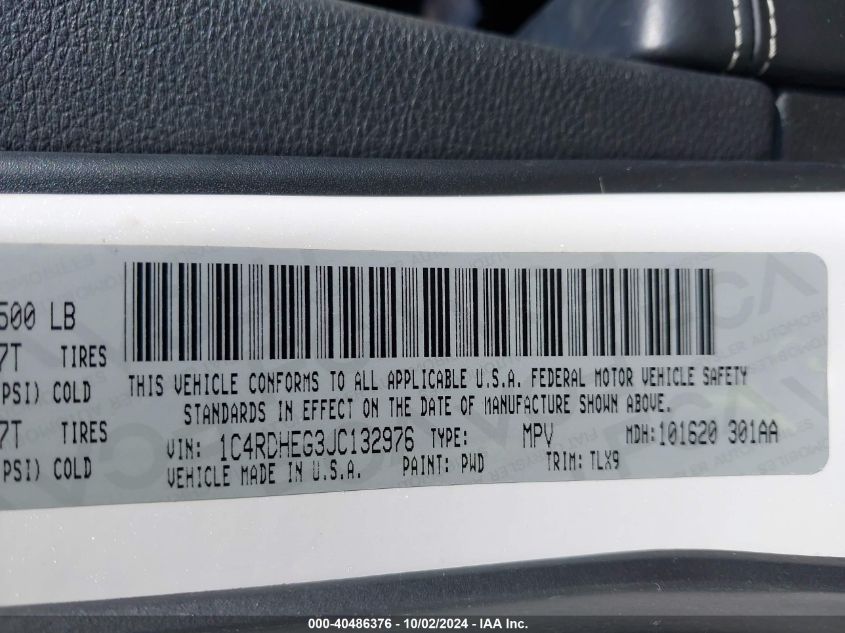 500 LB
7T TIRES
PSI) COLD
7T TIRES
PSI) COLD
THIS VEHICLE CONFORMS TO ALL APPLICABLE U.S.A. FEDERAL MOTOR VEHICLE SAFETY
STANDARDS IN EFFECT ON THE DATE OF MANUFACTURE SHOWN ABOVE.
VIN: 1C4RDHEG3JC132976 TYPE: MPV MDH:101620 301AA
VEHICLE MADE IN U.S.A. PAINT: PWD TRIM: TLX9
000-40486376 - 10/02/2024 - IAA Inc.